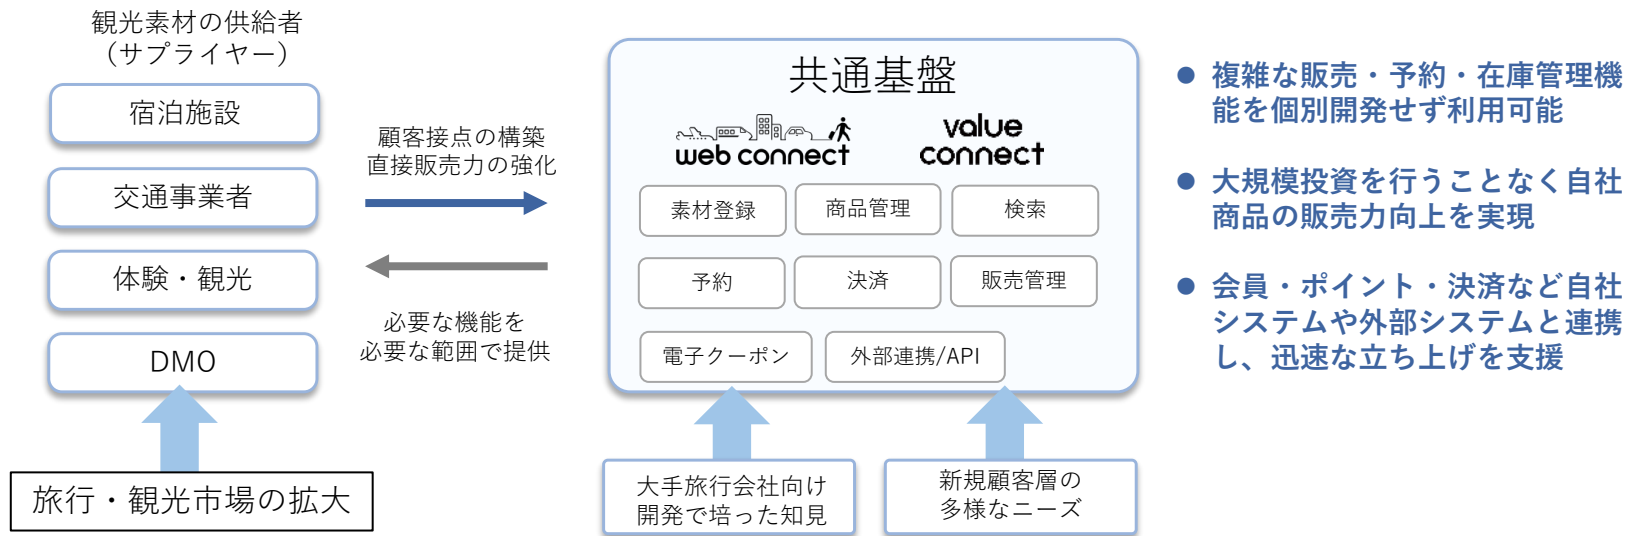 観光素材の供給者
（サプライヤー）
宿泊施設
交通事業者
体験・観光
DMO
旅行・観光市場の拡大
顧客接点の構築
直接販売力の強化
必要な機能を
必要な範囲で提供
共通基盤
web connect
value
connect
素材登録
商品管理
検索
予約
決済
販売管理
電子クーポン
外部連携/API
大手旅行会社向け
開発で培った知見
新規顧客層の
多様なニーズ
● 複雑な販売・予約・在庫管理機
能を個別開発せず利用可能
● 大規模投資を行うことなく自社
商品の販売力向上を実現
● 会員・ポイント・決済など自社
システムや外部システムと連携
し、迅速な立ち上げを支援